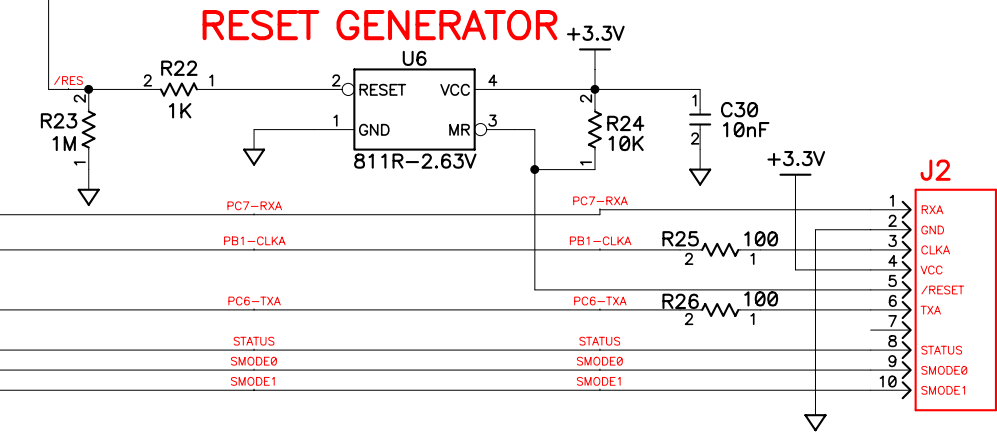 RESET GENERATOR
+3.3V
U6
/RES
2
R22
2
1
1K
R23
1M
1
2
RESET
VCC
4
1
GND
MR
3
811R-2.63V
2
R24
10K
1
1
C30
10nF
2
+3.3V
J2
PC7-RXA
PC7-RXA
1
RXA
2
GND
PB1-CLKA
PB1-CLKA
R25
100
2
1
3
CLKA
4
VCC
5
/RESET
PC6-TXA
PC6-TXA
R26
100
2
1
6
TXA
7
STATUS
STATUS
8
STATUS
SMODE0
SMODE0
9
SMODE0
SMODE1
SMODE1
10
SMODE1